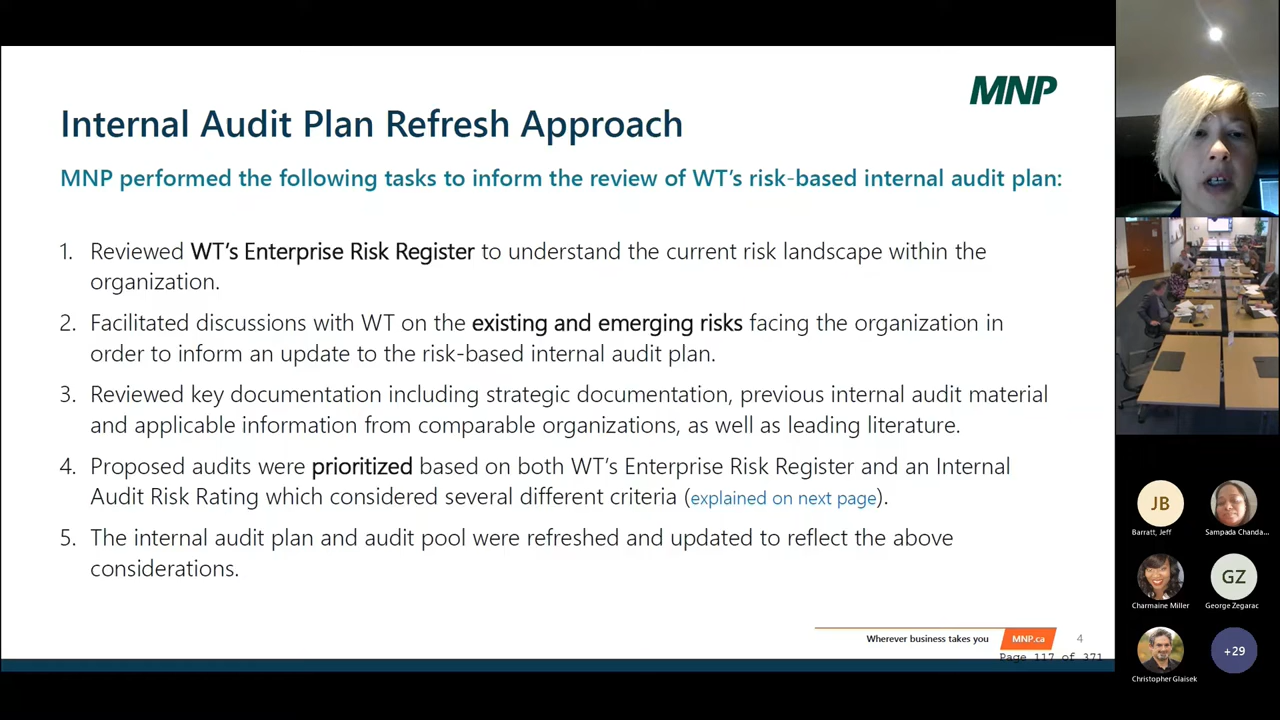 MNP
Internal Audit Plan Refresh Approach
MNP performed the following tasks to inform the review of WT's risk-based internal audit plan:
1. Reviewed WT's Enterprise Risk Register to understand the current risk landscape within the
organization.
2. Facilitated discussions with WT on the existing and emerging risks facing the organization in
order to inform an update to the risk-based internal audit plan.
3. Reviewed key documentation including strategic documentation, previous internal audit material
and applicable information from comparable organizations, as well as leading literature.
4. Proposed audits were prioritized based on both WT's Enterprise Risk Register and an Internal
Audit Risk Rating which considered several different criteria (explained on next page).
5. The internal audit plan and audit pool were refreshed and updated to reflect the above
considerations.
Wherever business takes you
MNP.ca
4
Page 117 of 371
JB
Barratt, Jeff
Sampada Chanda...
Charmaine Miller
GZ
George Zegarac
Christopher Glaisek
+29